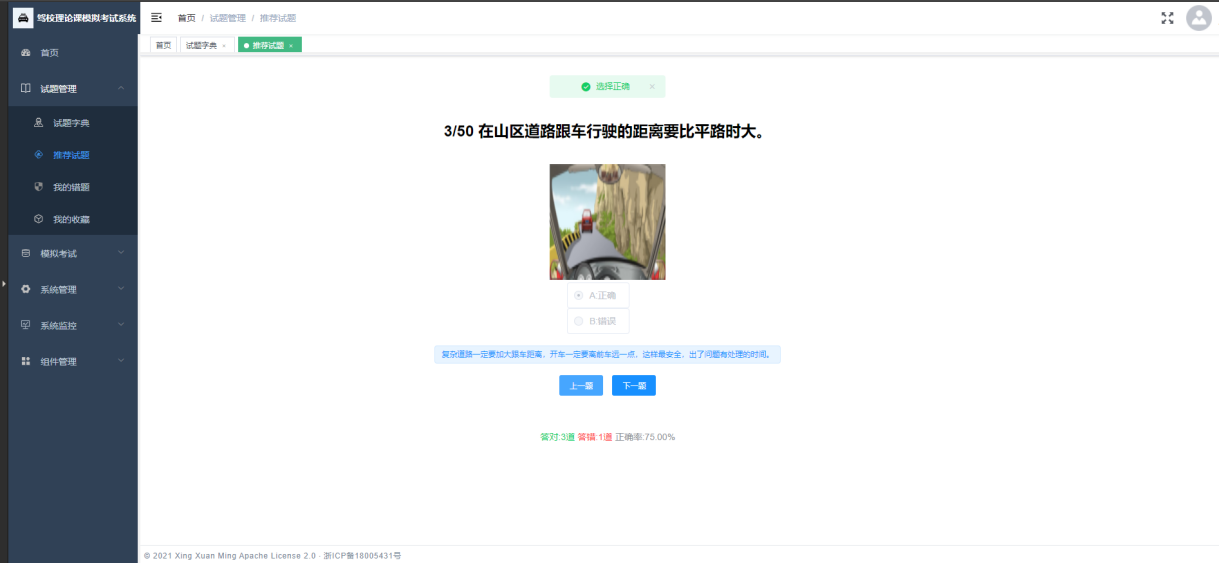 驾校理论课模拟考试系统
首页 / 试题管理 / 推荐试题
首页
试题字典 ×
推荐试题 ×
首页
试题管理
试题字典
推荐试题
我的错题
我的收藏
模拟考试
系统管理
系统监控
组件管理
选择正确 ×
3/50 在山区道路跟车行驶的距离要比平路时大。
A:正确
B:错误
复杂道路一定要加大跟车距离，开车一定要离前车远一点，这样最安全，出了问题有处理的时间。
上一题
下一题
答对:3道 答错:1道 正确率:75.00%
© 2021 Xing Xuan Ming Apache License 2.0 · 浙ICP备18005431号